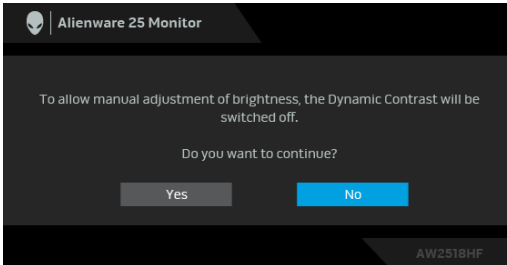 Alienware 25 Monitor
To allow manual adjustment of brightness, the Dynamic Contrast will be
switched off.
Do you want to continue?
Yes
No
AW2518HF